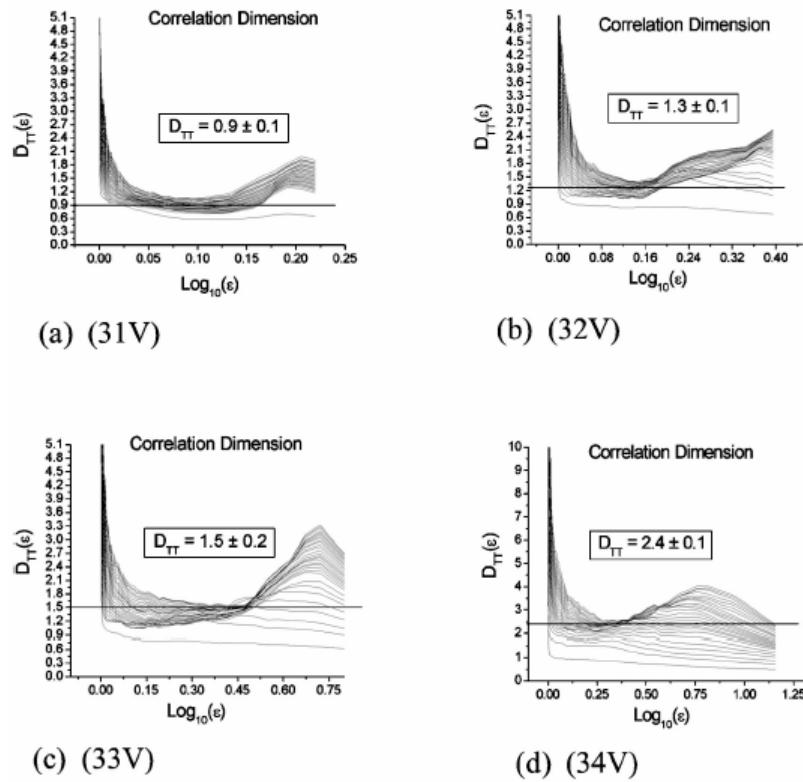 Correlation Dimension
D_TT = 0.9 ± 0.1
D_TT(ε)
5.1
4.8
4.5
4.2
3.9
3.6
3.3
3.0
2.7
2.4
2.1
1.8
1.5
1.2
0.9
0.6
0.3
0.0
0.00 0.05 0.10 0.15 0.20 0.25
Log10(ε)
(a) (31V)
Correlation Dimension
D_TT = 1.3 ± 0.1
D_TT(ε)
5.1
4.8
4.5
4.2
3.9
3.6
3.3
3.0
2.7
2.4
2.1
1.8
1.5
1.2
0.9
0.6
0.3
0.0
0.00 0.08 0.16 0.24 0.32 0.40
Log10(ε)
(b) (32V)
Correlation Dimension
D_TT = 1.5 ± 0.2
D_TT(ε)
5.1
4.8
4.5
4.2
3.9
3.6
3.3
3.0
2.7
2.4
2.1
1.8
1.5
1.2
0.9
0.6
0.3
0.0
0.00 0.15 0.30 0.45 0.60 0.75
Log10(ε)
(c) (33V)
Correlation Dimension
D_TT = 2.4 ± 0.1
D_TT(ε)
10
9
8
7
6
5
4
3
2
1
0
0.00 0.25 0.50 0.75 1.00 1.25
Log10(ε)
(d) (34V)